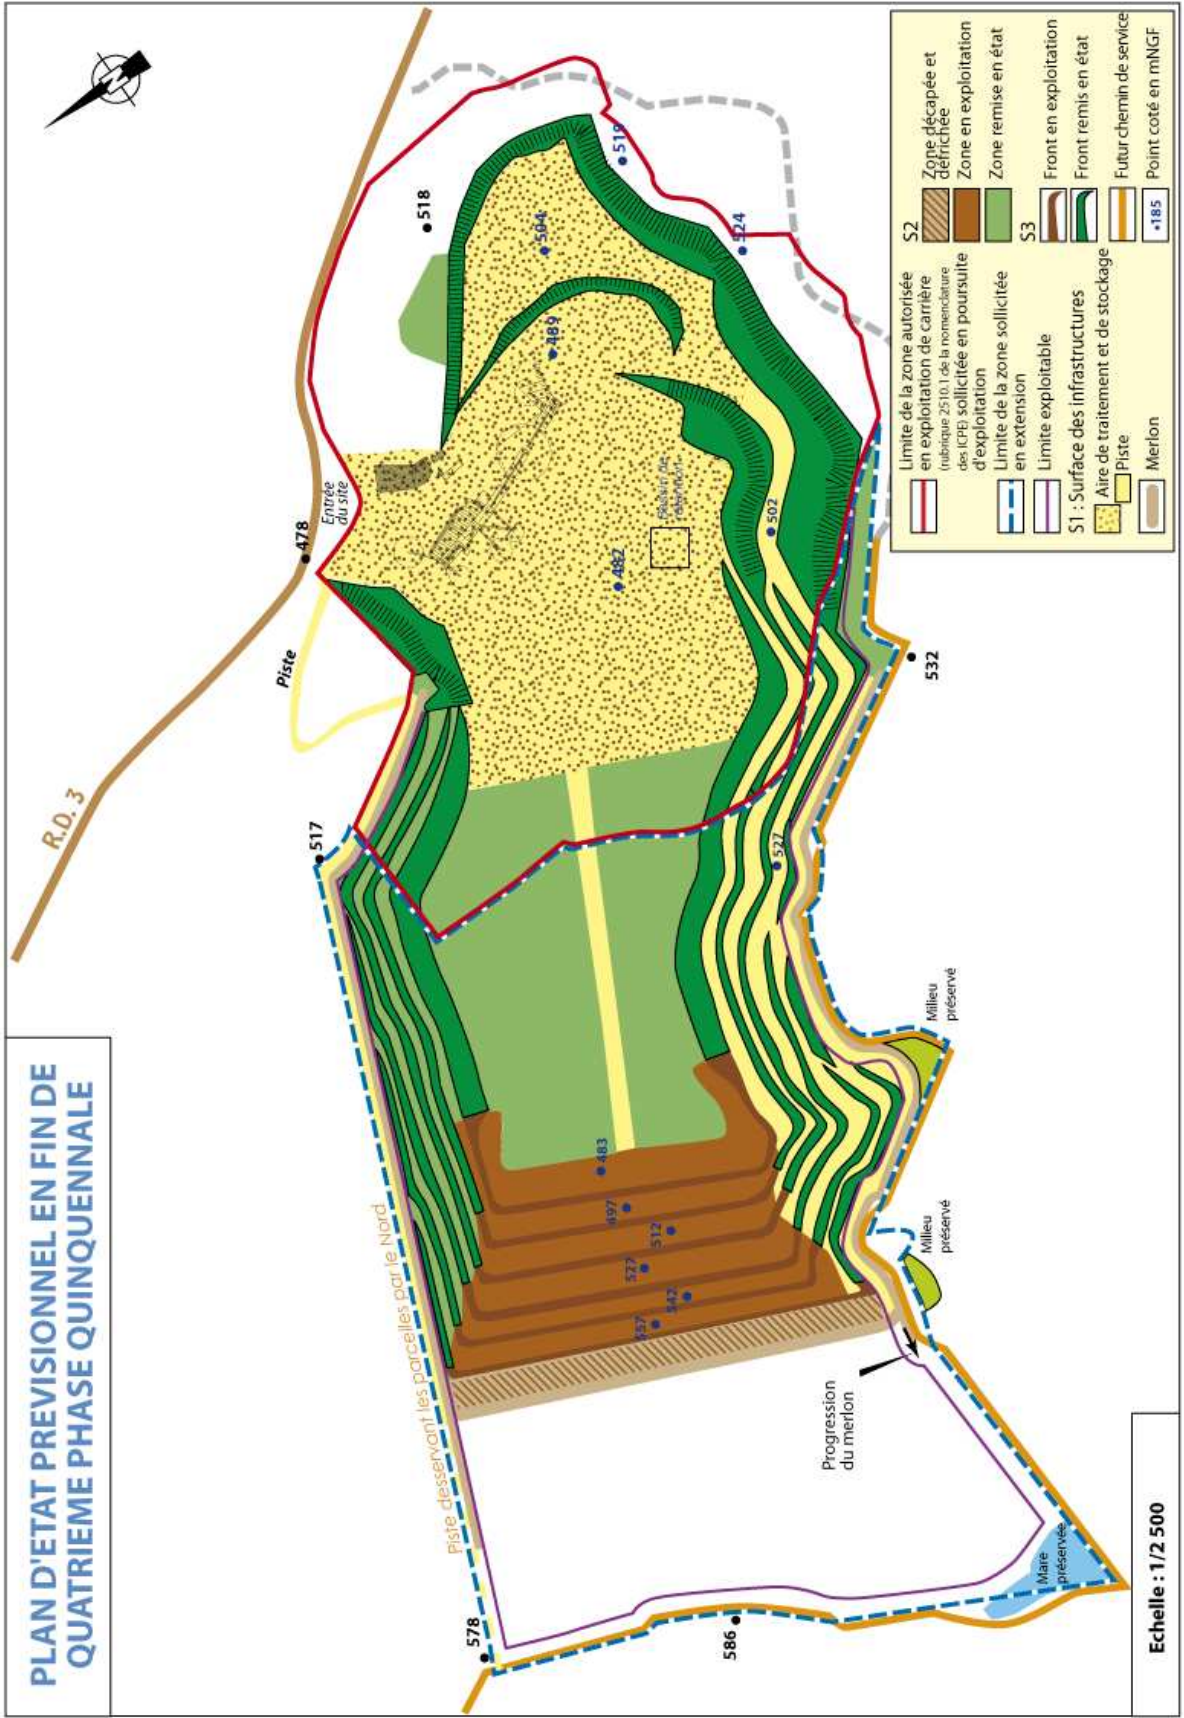 PLAN D'ETAT PREVISIONNEL EN FIN DE
QUATRIEME PHASE QUINQUENNALE
R.D. 3
Piste
Entrée
du site
Piste desservant les parcelles par le Nord
578
586
517
478
518
532
519
504
524
489
502
482
527
483
497
512
527
542
557
Bassin de
rétention
Milieu
préservé
Milieu
préservé
Progression
du merlon
Mare
préservée
Echelle : 1/2 500
Limite de la zone autorisée
en exploitation de carrière
(rubrique 2510.1 de la nomenclature
des ICPE) sollicitée en poursuite
d'exploitation
Limite de la zone sollicitée
en extension
Limite exploitable
S1 : Surface des infrastructures
Aire de traitement et de stockage
Piste
Merlon
S2
Zone décapée et
défrichée
Zone en exploitation
Zone remise en état
S3
Front en exploitation
Front remis en état
Futur chemin de service
•185
Point coté en mNGF
N